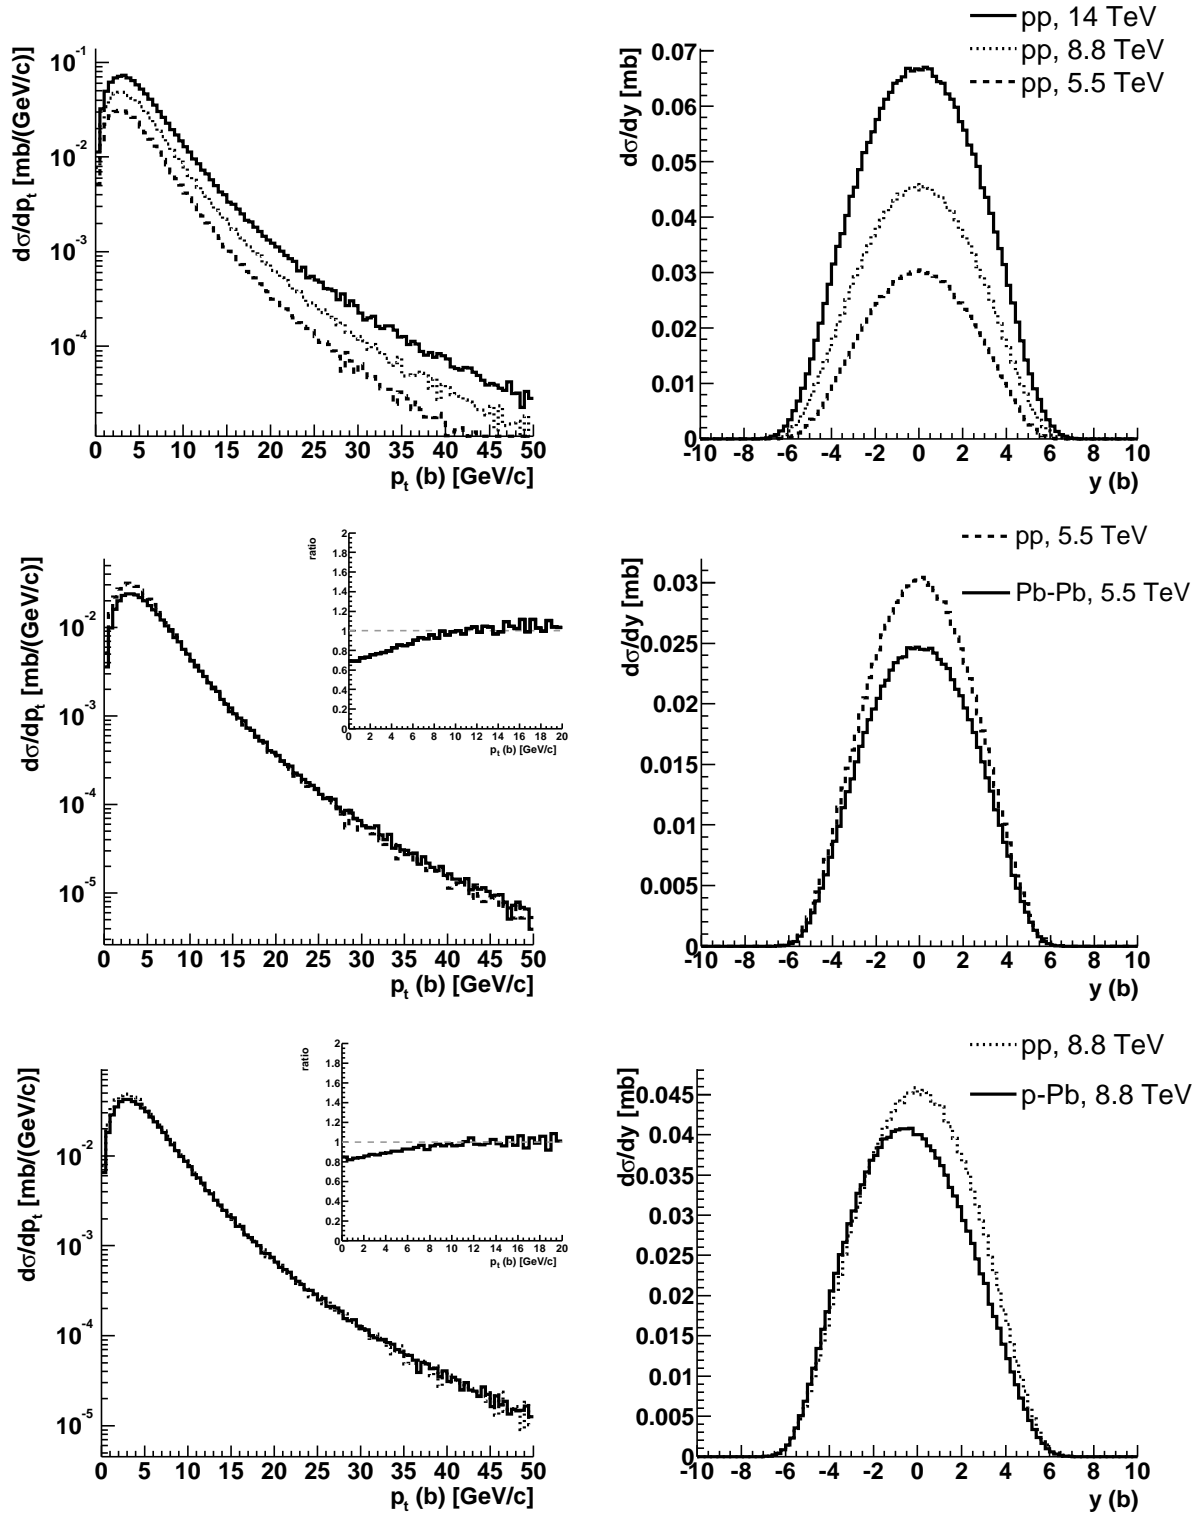 pp, 14 TeV
pp, 8.8 TeV
pp, 5.5 TeV
dσ/dpt [mb/(GeV/c)]
10-1
10-2
10-3
10-4
0 5 10 15 20 25 30 35 40 45 50
pt (b) [GeV/c]
dσ/dy [mb]
0.07
0.06
0.05
0.04
0.03
0.02
0.01
0
-10 -8 -6 -4 -2 0 2 4 6 8 10
y (b)
dσ/dpt [mb/(GeV/c)]
10-2
10-3
10-4
10-5
0 5 10 15 20 25 30 35 40 45 50
pt (b) [GeV/c]
ratio
2
1.8
1.6
1.4
1.2
1
0.8
0.6
0.4
0.2
0
0 2 4 6 8 10 12 14 16 18 20
pt (b) [GeV/c]
pp, 5.5 TeV
Pb-Pb, 5.5 TeV
dσ/dy [mb]
0.03
0.025
0.02
0.015
0.01
0.005
0
-10 -8 -6 -4 -2 0 2 4 6 8 10
y (b)
dσ/dpt [mb/(GeV/c)]
10-2
10-3
10-4
10-5
0 5 10 15 20 25 30 35 40 45 50
pt (b) [GeV/c]
ratio
2
1.8
1.6
1.4
1.2
1
0.8
0.6
0.4
0.2
0
0 2 4 6 8 10 12 14 16 18 20
pt (b) [GeV/c]
pp, 8.8 TeV
p-Pb, 8.8 TeV
dσ/dy [mb]
0.045
0.04
0.035
0.03
0.025
0.02
0.015
0.01
0.005
0
-10 -8 -6 -4 -2 0 2 4 6 8 10
y (b)